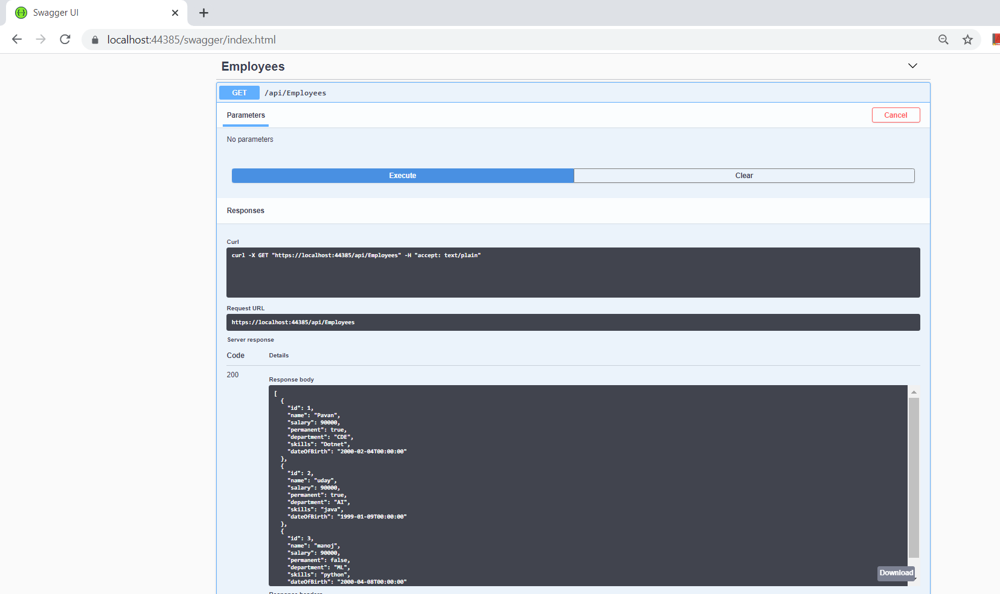 Swagger UI
localhost:44385/swagger/index.html
Employees
GET /api/Employees
Parameters Cancel
No parameters
Execute Clear
Responses
Curl
curl -X GET "https://localhost:44385/api/Employees" -H "accept: text/plain"
Request URL
https://localhost:44385/api/Employees
Server response
Code Details
200
Response body
[
{
"id": 1,
"name": "Pavan",
"salary": 90000,
"permanent": true,
"department": "CDE",
"skills": "Dotnet",
"dateOfBirth": "2000-02-04T00:00:00"
},
{
"id": 2,
"name": "uday",
"salary": 90000,
"permanent": true,
"department": "AI",
"skills": "java",
"dateOfBirth": "1999-01-09T00:00:00"
},
{
"id": 3,
"name": "manoj",
"salary": 90000,
"permanent": false,
"department": "ML",
"skills": "python",
"dateOfBirth": "2000-04-08T00:00:00"
Download
Response headers